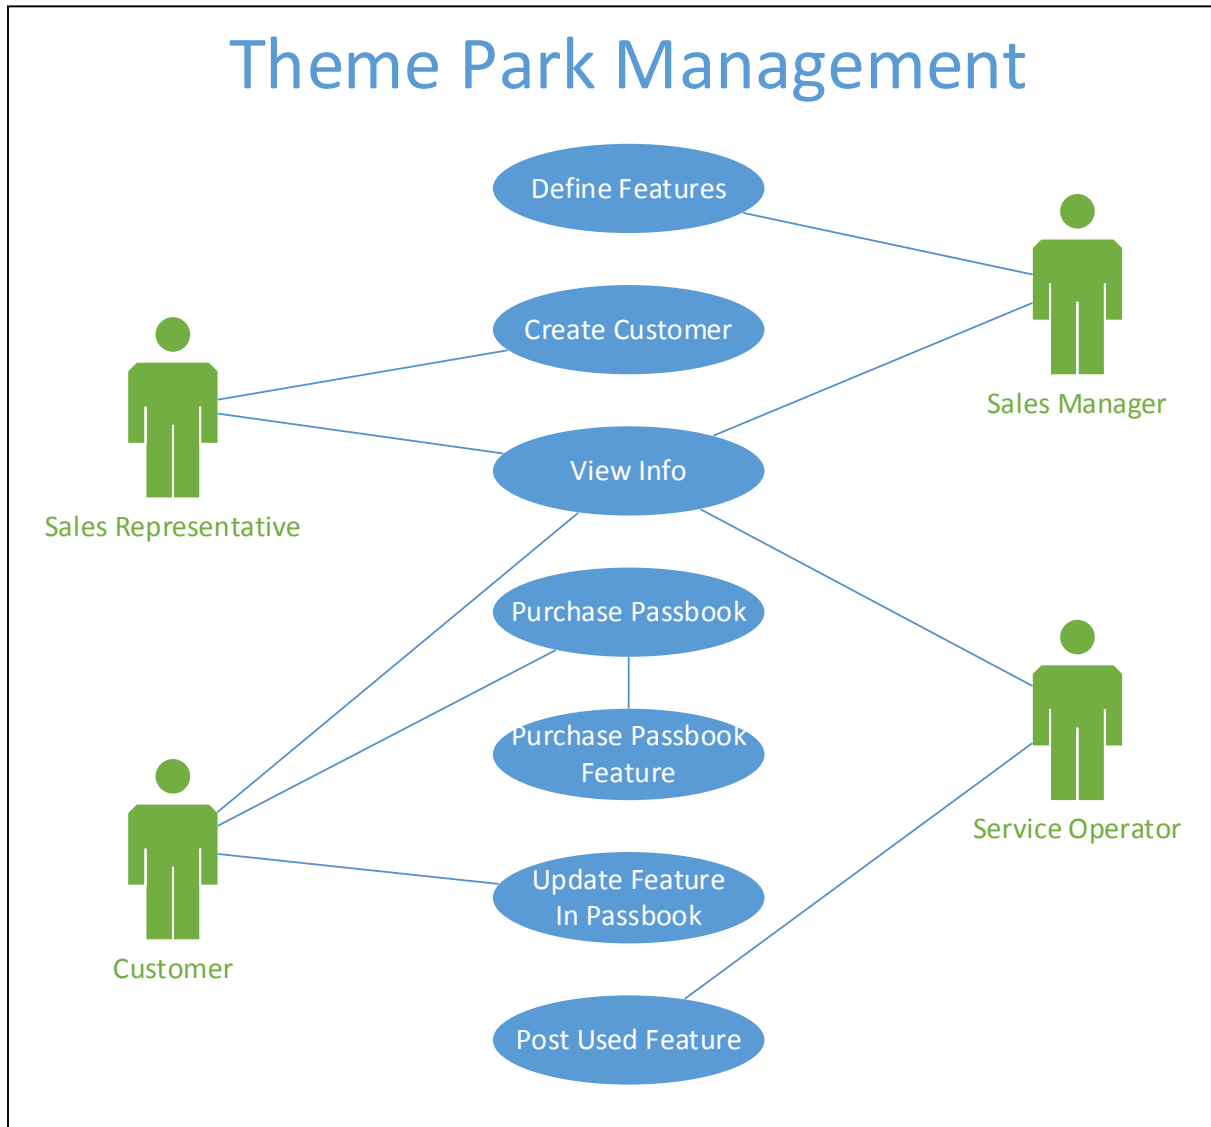 Theme Park Management
Define Features
Create Customer
Sales Manager
View Info
Sales Representative
Purchase Passbook
Purchase Passbook
Feature
Service Operator
Update Feature
In Passbook
Customer
Post Used Feature